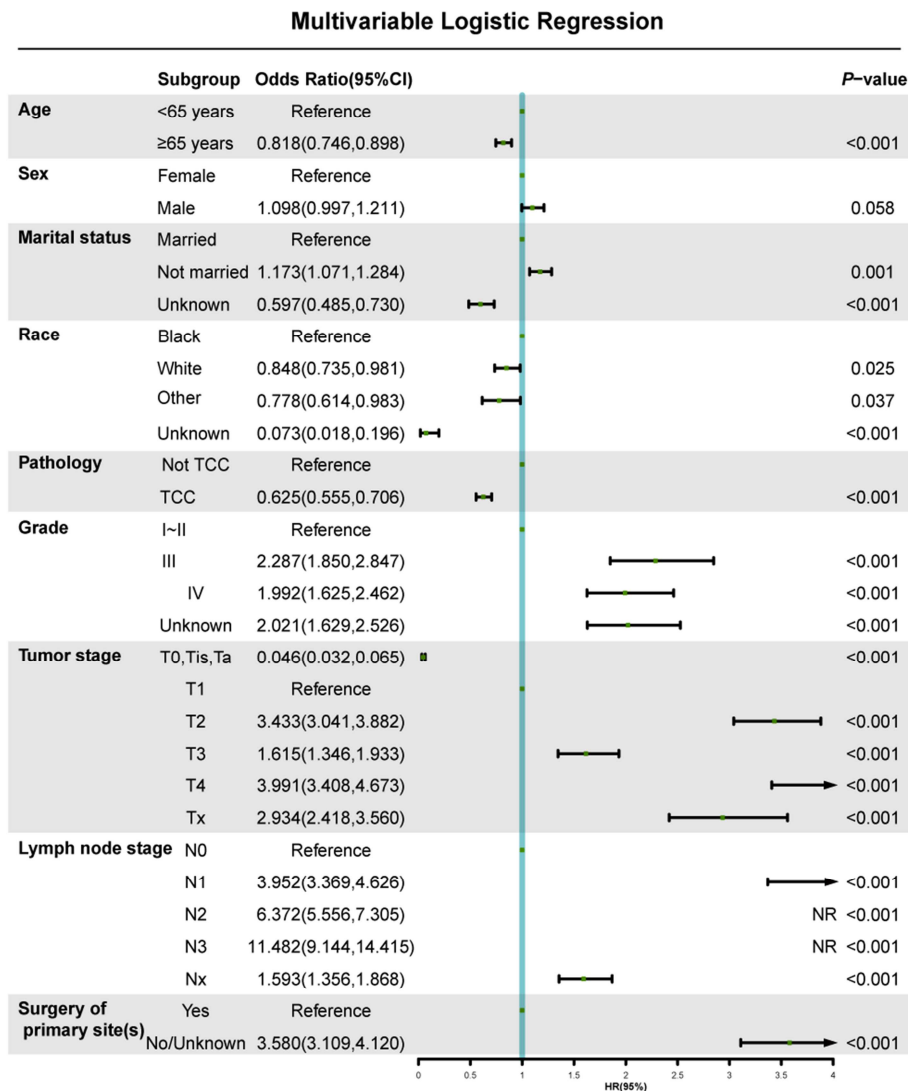 Multivariable Logistic Regression
Subgroup Odds Ratio(95%CI) P-value
Age <65 years Reference
≥65 years 0.818(0.746,0.898) <0.001
Sex Female Reference
Male 1.098(0.997,1.211) 0.058
Marital status Married Reference
Not married 1.173(1.071,1.284) 0.001
Unknown 0.597(0.485,0.730) <0.001
Race Black Reference
White 0.848(0.735,0.981) 0.025
Other 0.778(0.614,0.983) 0.037
Unknown 0.073(0.018,0.196) <0.001
Pathology Not TCC Reference
TCC 0.625(0.555,0.706) <0.001
Grade I~II Reference
III 2.287(1.850,2.847) <0.001
IV 1.992(1.625,2.462) <0.001
Unknown 2.021(1.629,2.526) <0.001
Tumor stage T0,Tis,Ta 0.046(0.032,0.065) <0.001
T1 Reference
T2 3.433(3.041,3.882) <0.001
T3 1.615(1.346,1.933) <0.001
T4 3.991(3.408,4.673) <0.001
Tx 2.934(2.418,3.560) <0.001
Lymph node stage N0 Reference
N1 3.952(3.369,4.626) <0.001
N2 6.372(5.556,7.305) NR <0.001
N3 11.482(9.144,14.415) NR <0.001
Nx 1.593(1.356,1.868) <0.001
Surgery of Yes Reference
primary site(s) No/Unknown 3.580(3.109,4.120) <0.001
0 0.5 1 1.5 2 2.5 3 3.5 4
HR(95%)